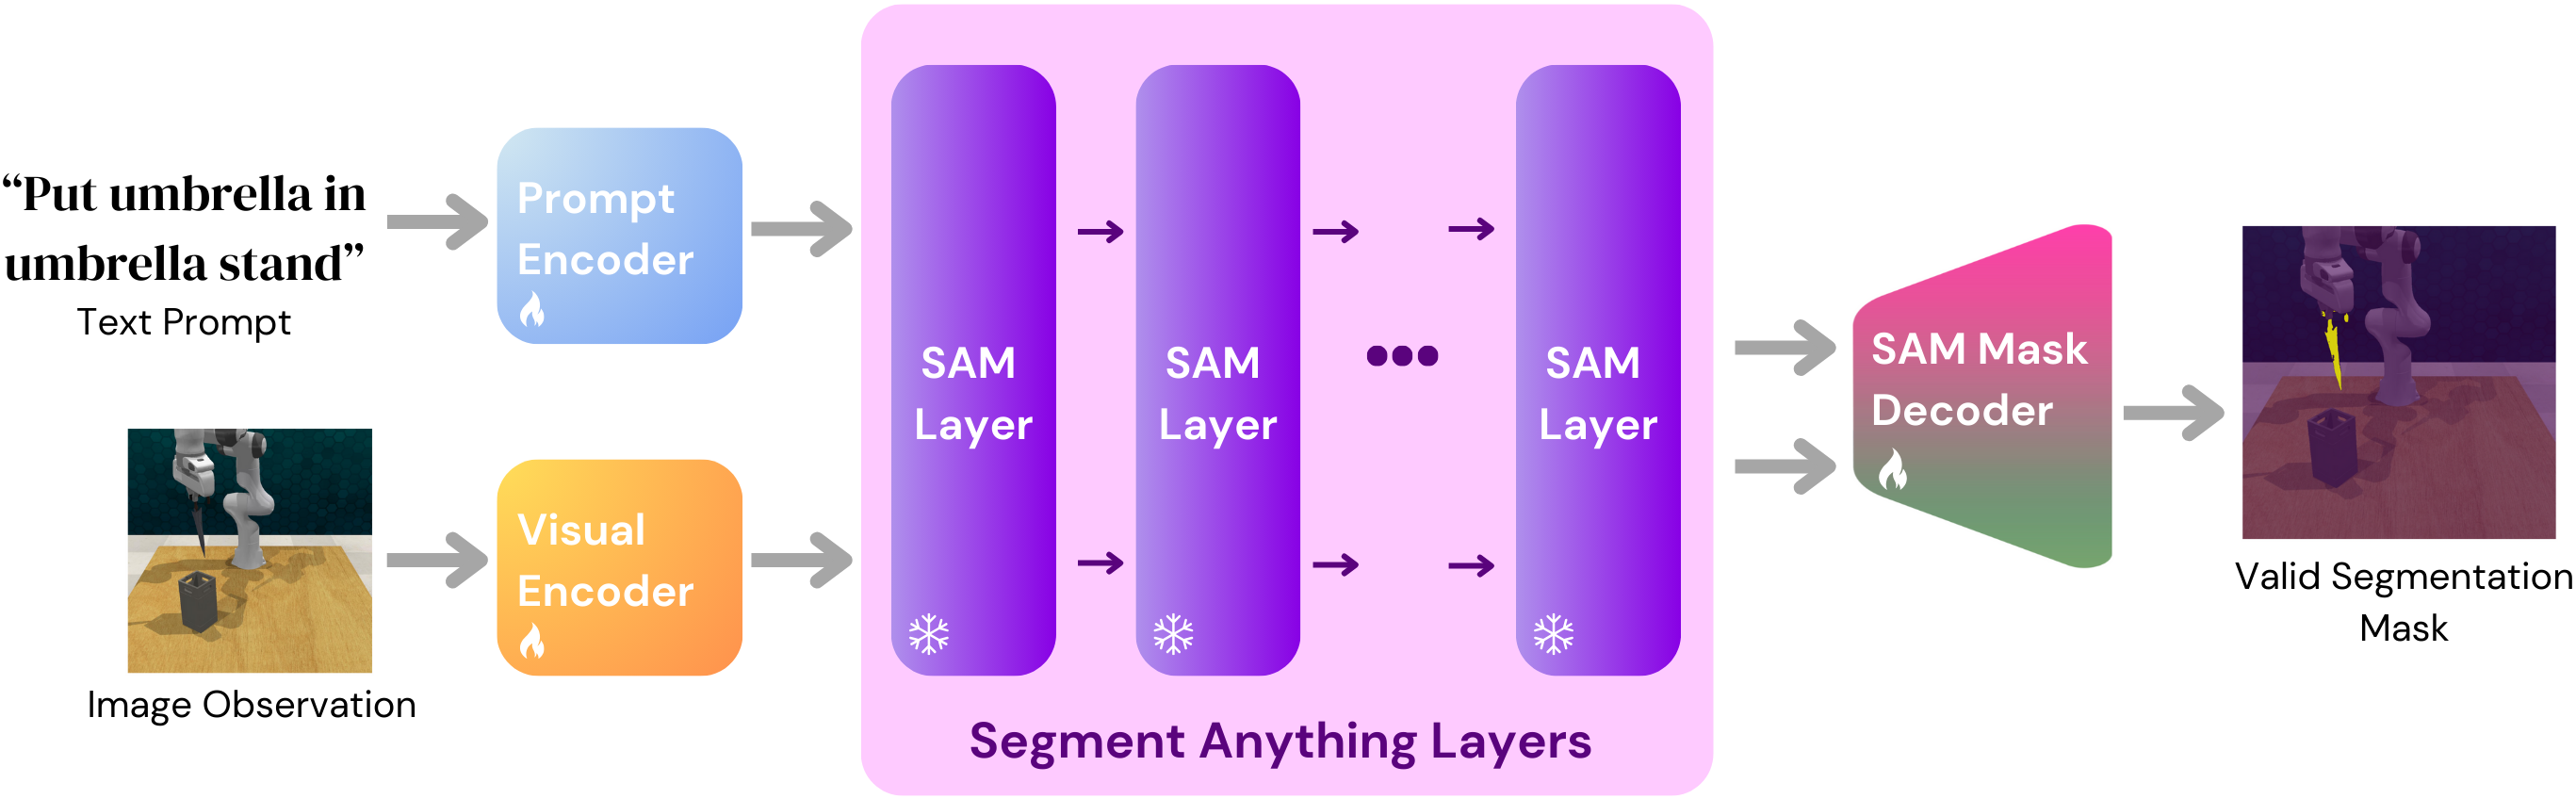 “Put umbrella in
umbrella stand”
Text Prompt
Image Observation
Prompt
Encoder
Visual
Encoder
SAM
Layer
SAM
Layer
SAM
Layer
Segment Anything Layers
SAM Mask
Decoder
Valid Segmentation
Mask